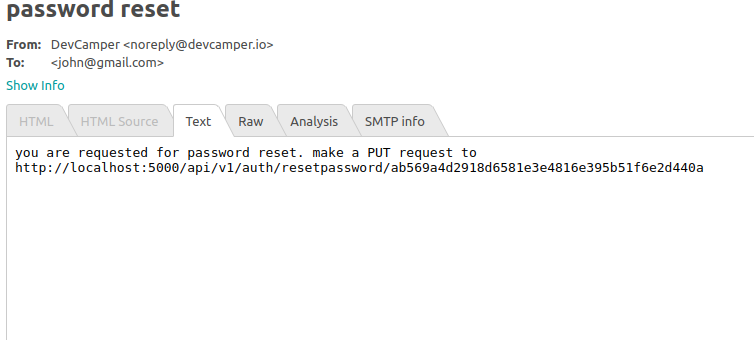 password reset
From: DevCamper <noreply@devcamper.io>
To: <john@gmail.com>
Show Info
HTML HTML Source Text Raw Analysis SMTP info
you are requested for password reset. make a PUT request to
http://localhost:5000/api/v1/auth/resetpassword/ab569a4d2918d6581e3e4816e395b51f6e2d440a